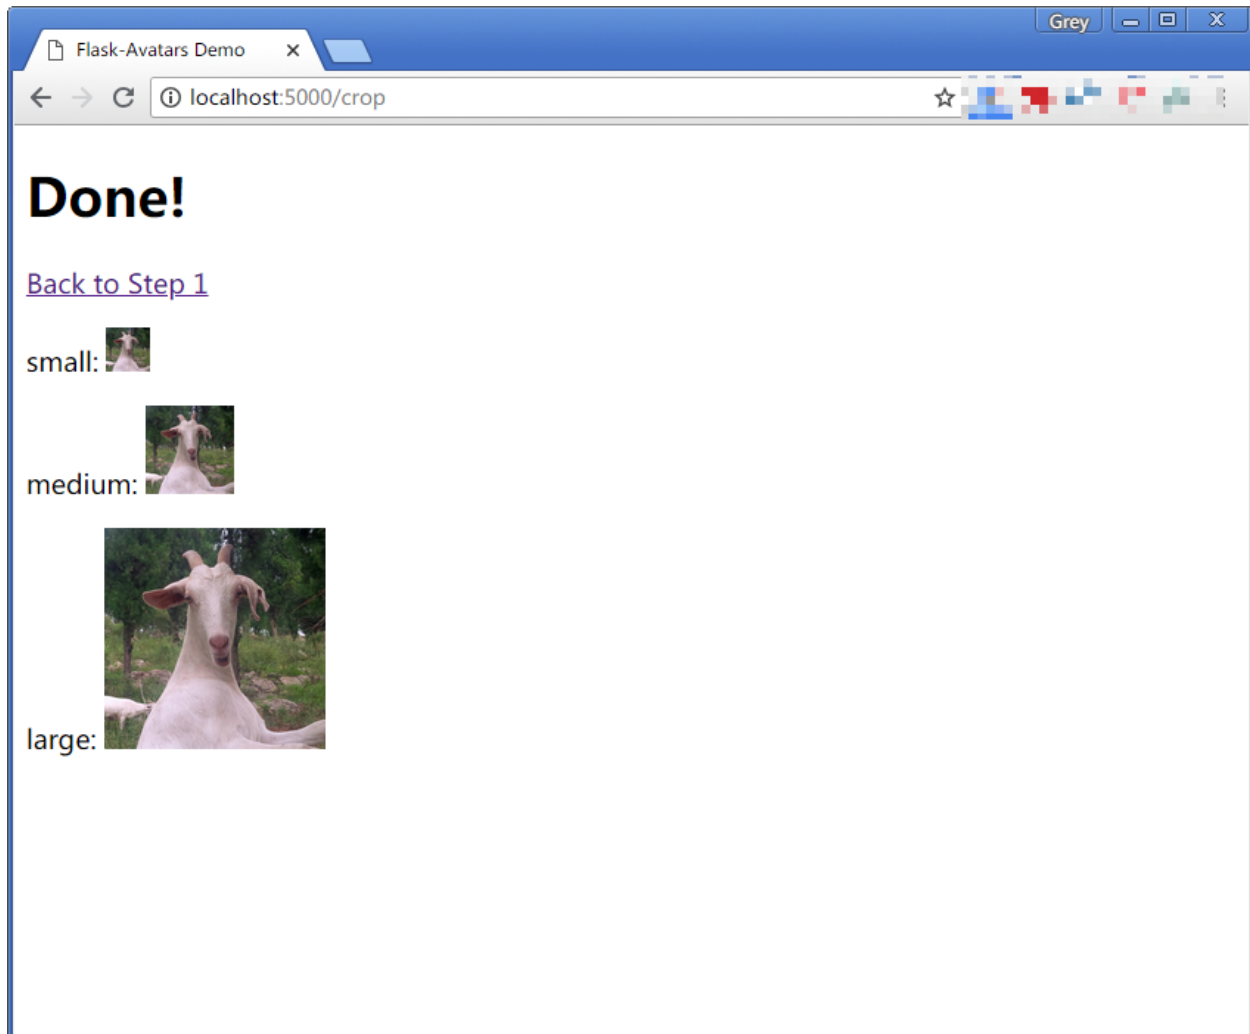 Grey
Flask-Avatars Demo
localhost:5000/crop
Done!
Back to Step 1
small:
medium:
large: